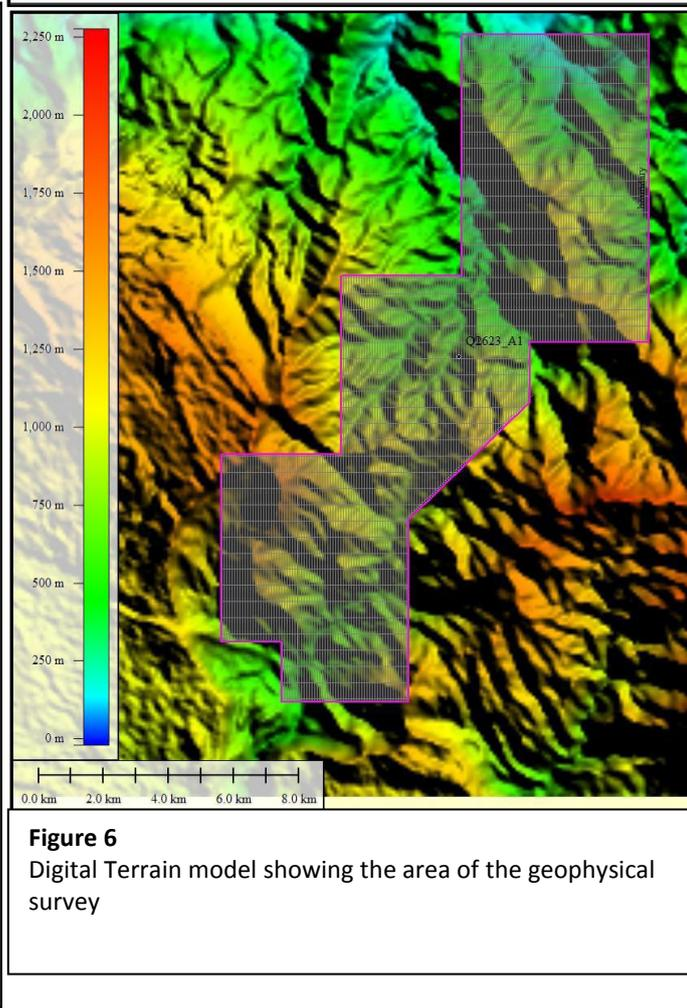 2,250 m
2,000 m
1,750 m
1,500 m
1,250 m
1,000 m
750 m
500 m
250 m
0 m
Q2623_A1
0.0 km 2.0 km 4.0 km 6.0 km 8.0 km
Figure 6
Digital Terrain model showing the area of the geophysical
survey